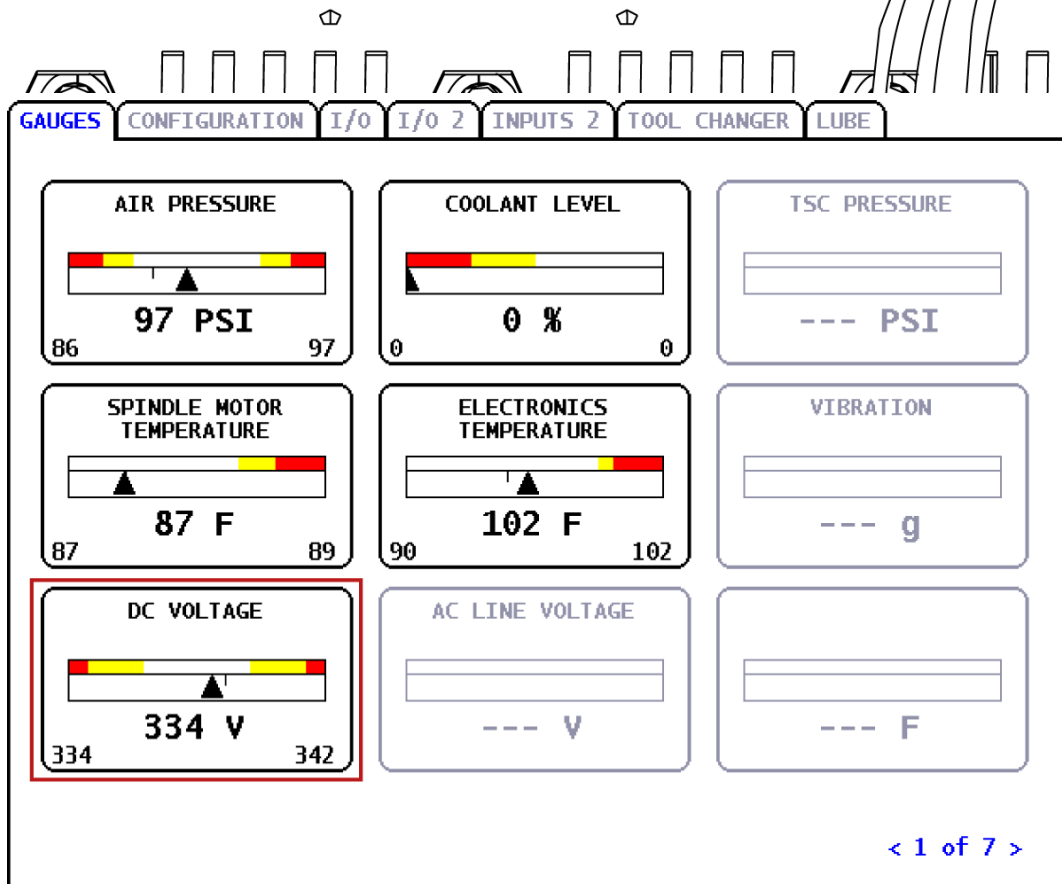 GAUGES CONFIGURATION I/O I/O 2 INPUTS 2 TOOL CHANGER LUBE
AIR PRESSURE
97 PSI
86 97
COOLANT LEVEL
0 %
0 0
TSC PRESSURE
--- PSI
SPINDLE MOTOR
TEMPERATURE
87 F
87 89
ELECTRONICS
TEMPERATURE
102 F
90 102
VIBRATION
--- g
DC VOLTAGE
334 V
334 342
AC LINE VOLTAGE
--- V
--- F
< 1 of 7 >